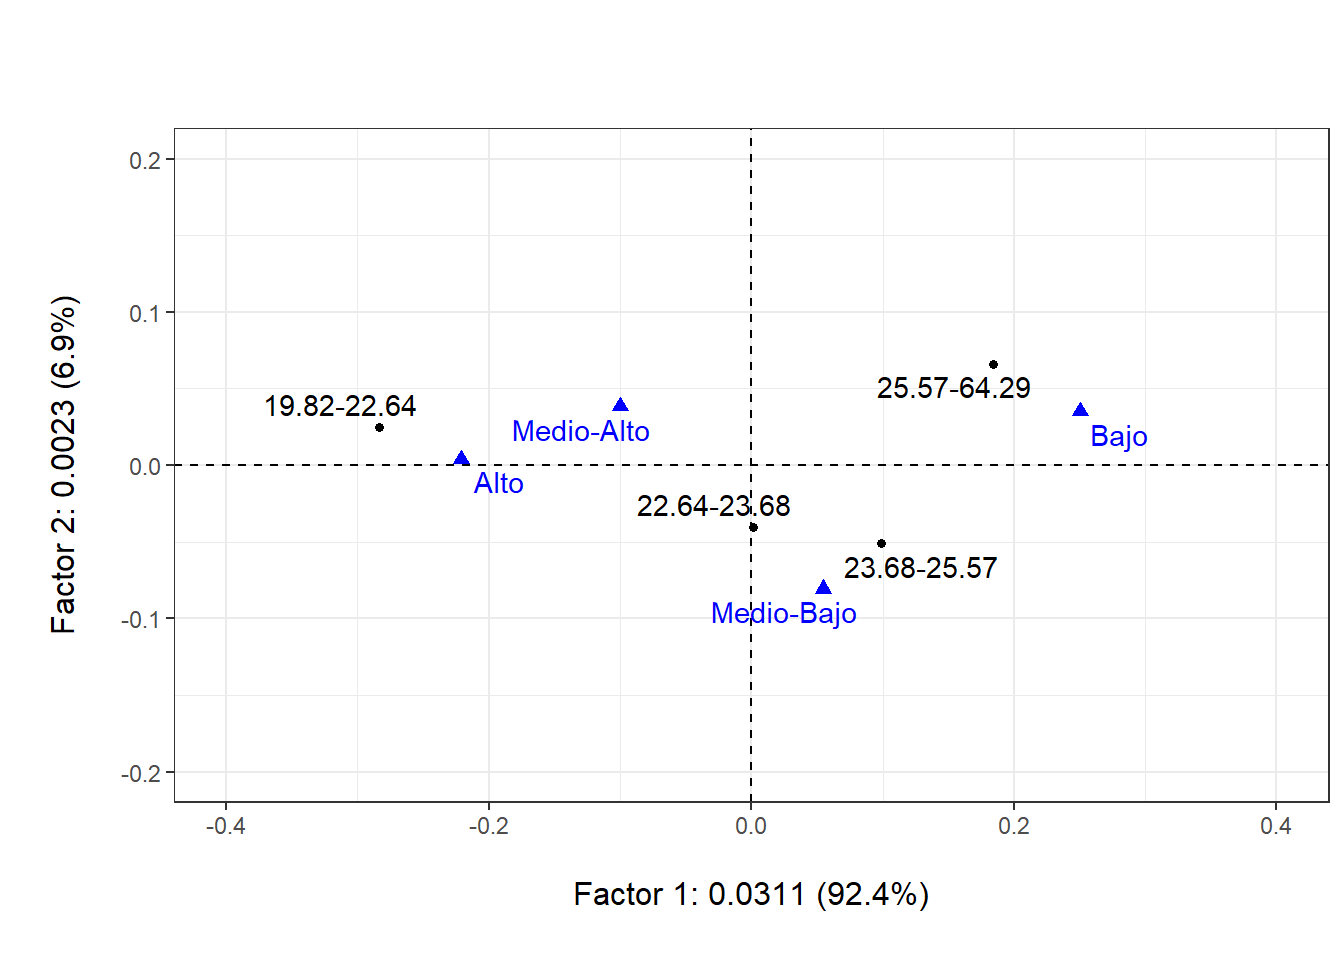 0.2
0.1
0.0
-0.1
-0.2
Factor 2: 0.0023 (6.9%)
25.57-64.29
19.82-22.64
Medio-Alto
Bajo
Alto
22.64-23.68
23.68-25.57
Medio-Bajo
-0.4
-0.2
0.0
0.2
0.4
Factor 1: 0.0311 (92.4%)